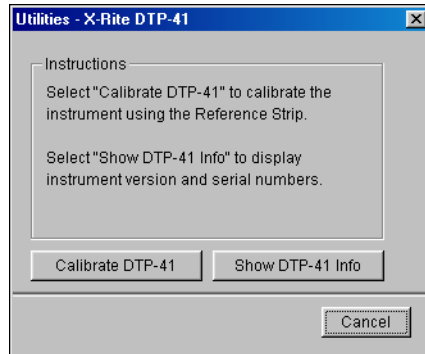 Utilities - X-Rite DTP-41
Instructions
Select "Calibrate DTP-41" to calibrate the
instrument using the Reference Strip.
Select "Show DTP-41 Info" to display
instrument version and serial numbers.
Calibrate DTP-41
Show DTP-41 Info
Cancel